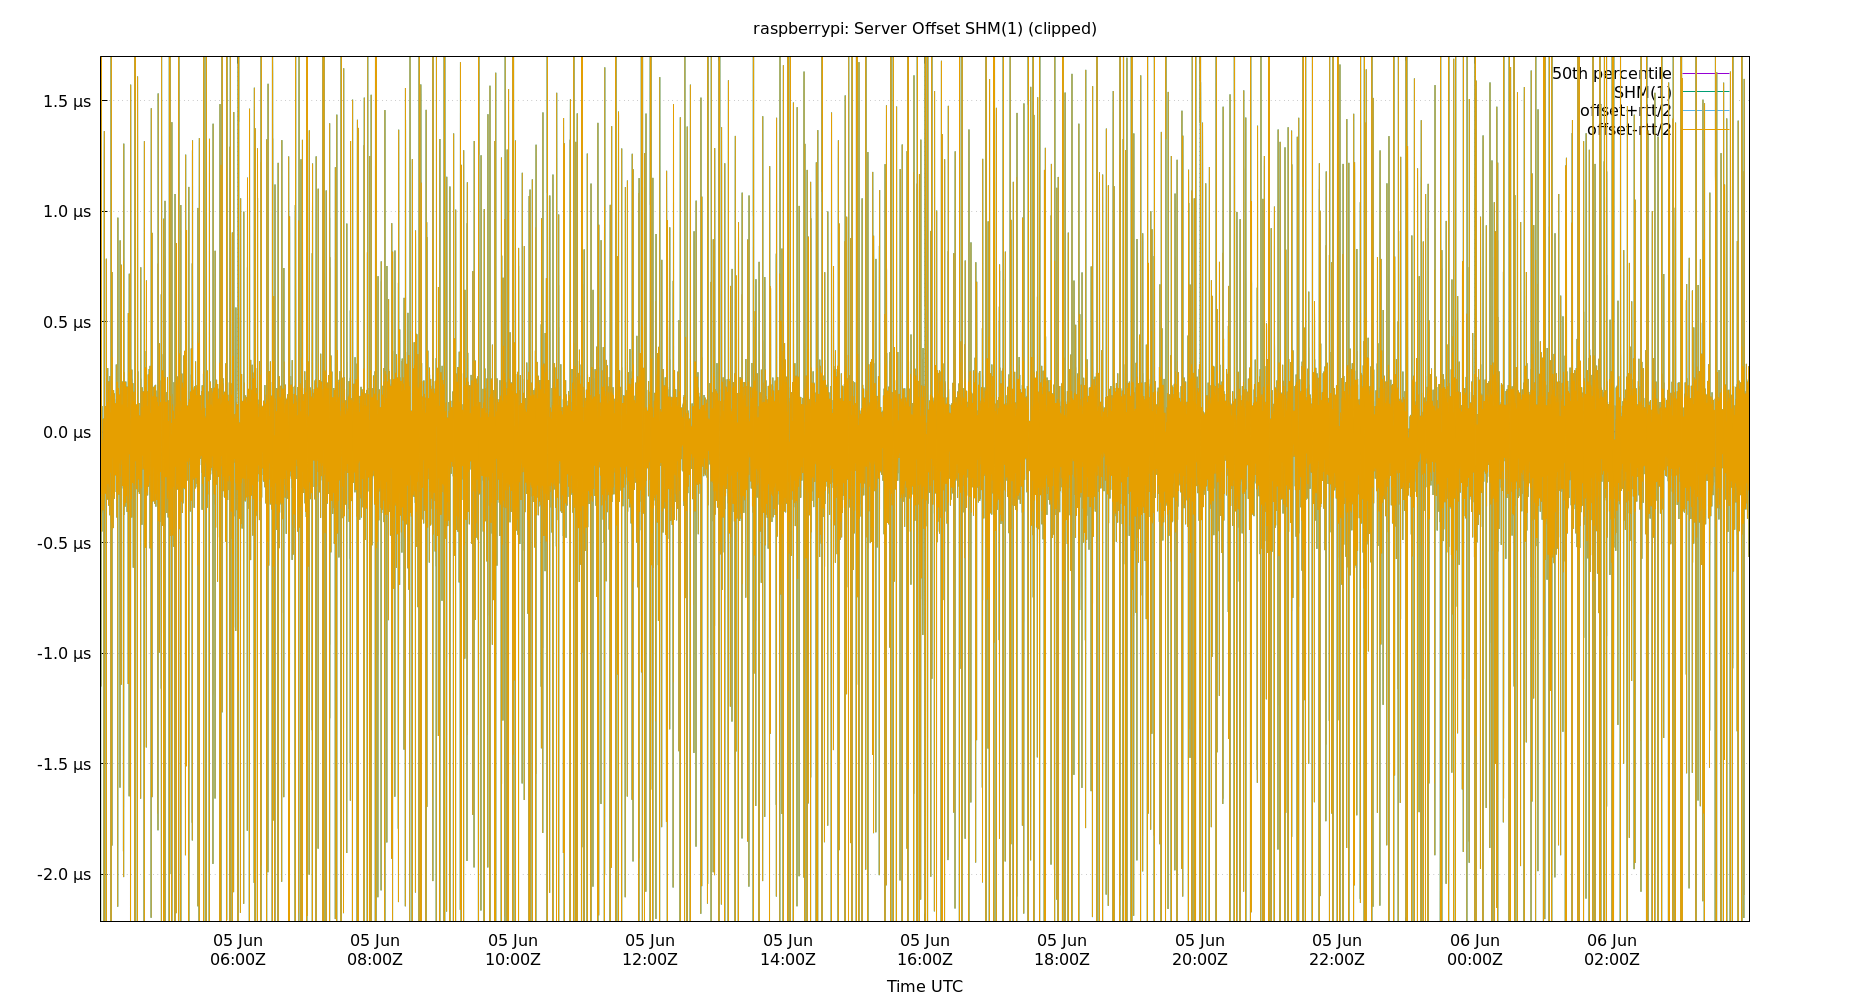 raspberrypi: Server Offset SHM(1) (clipped)
50th percentile
SHM(1)
offset+rtt/2
offset-rtt/2
1.5 µs
1.0 µs
0.5 µs
0.0 µs
-0.5 µs
-1.0 µs
-1.5 µs
-2.0 µs
05 Jun 05 Jun 05 Jun 05 Jun 05 Jun 05 Jun 05 Jun 05 Jun 05 Jun 06 Jun 06 Jun
06:00Z 08:00Z 10:00Z 12:00Z 14:00Z 16:00Z 18:00Z 20:00Z 22:00Z 00:00Z 02:00Z
Time UTC